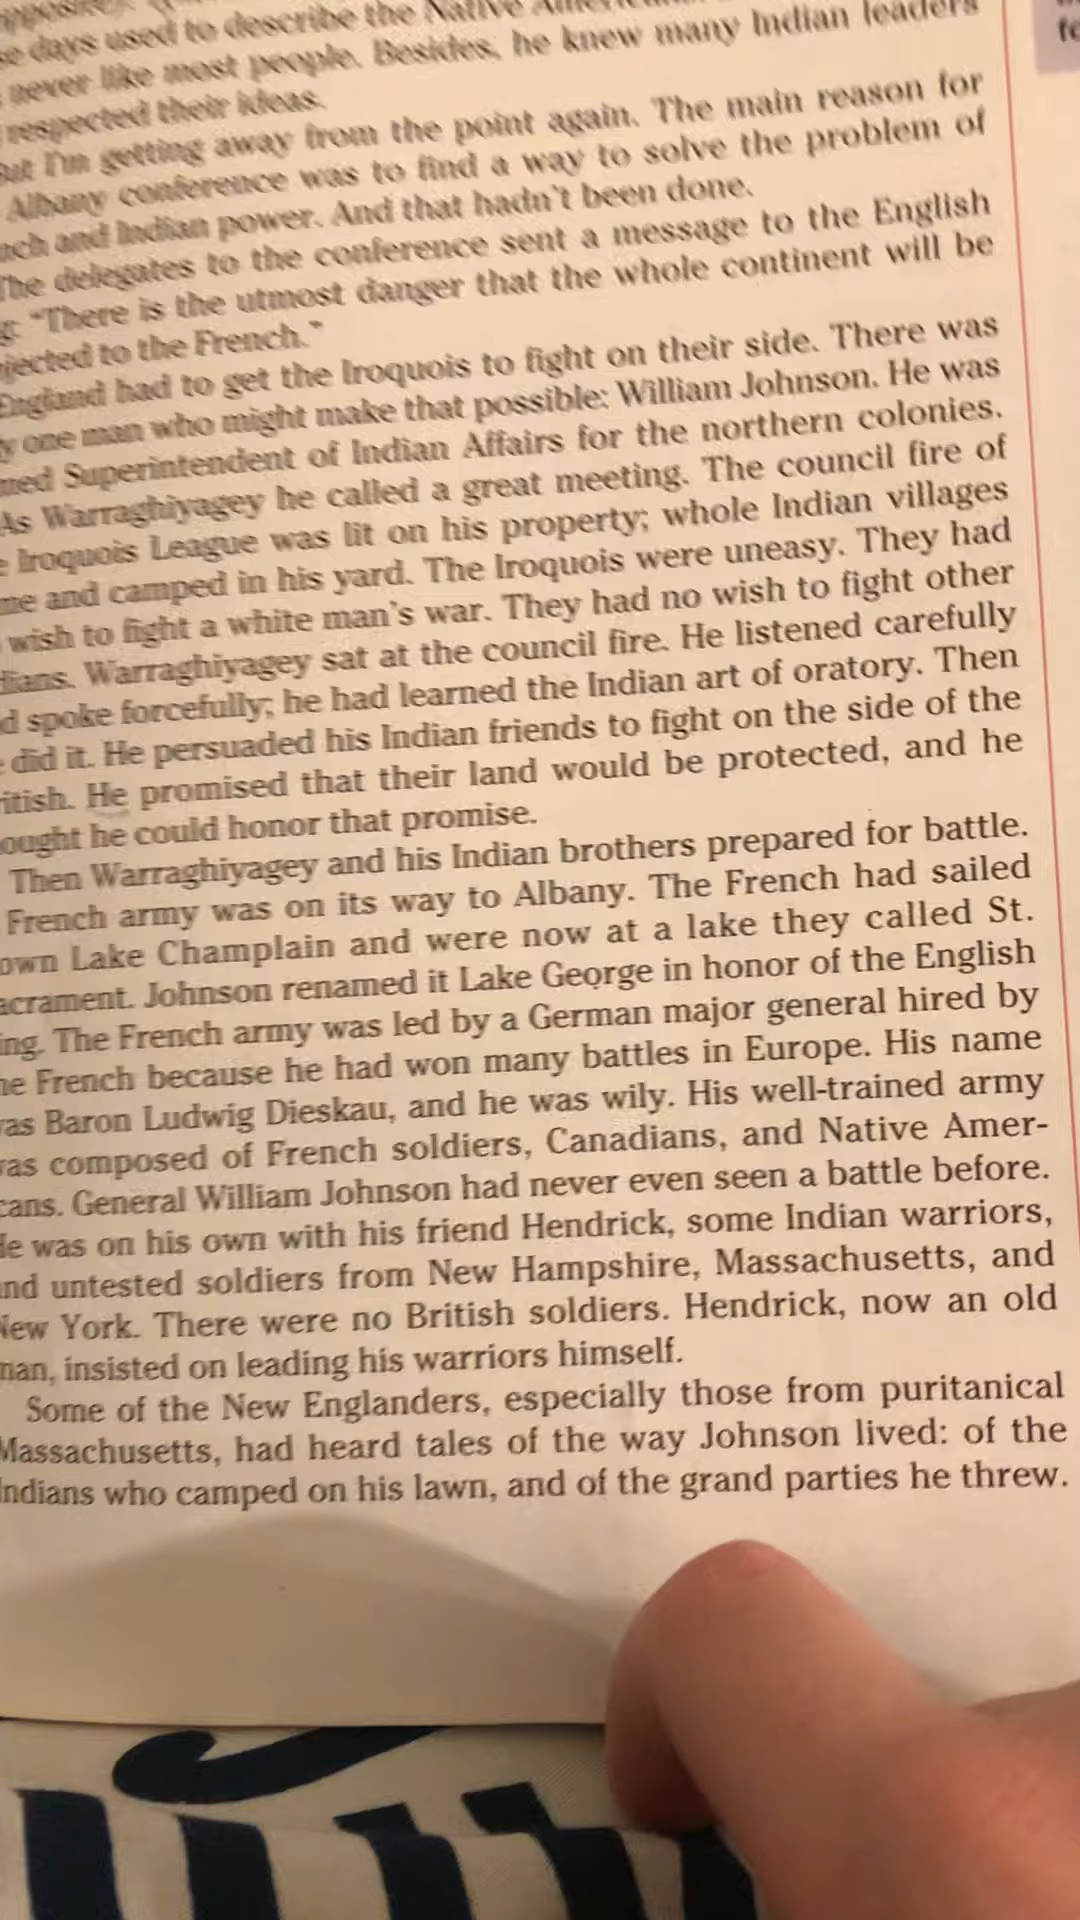 se days used to describe the Native
never like most people. Besides, he knew many Indian leaders
respected their ideas.
But I'm getting away from the point again. The main reason for
Albany conference was to find a way to solve the problem of
nch and Indian power. And that hadn't been done.
The delegates to the conference sent a message to the English
g: "There is the utmost danger that the whole continent will be
jected to the French."
England had to get the Iroquois to fight on their side. There was
y one man who might make that possible: William Johnson. He was
med Superintendent of Indian Affairs for the northern colonies.
As Warraghiyagey he called a great meeting. The council fire of
e Iroquois League was lit on his property; whole Indian villages
me and camped in his yard. The Iroquois were uneasy. They had
wish to fight a white man's war. They had no wish to fight other
dians. Warraghiyagey sat at the council fire. He listened carefully
d spoke forcefully; he had learned the Indian art of oratory. Then
e did it. He persuaded his Indian friends to fight on the side of the
ritish. He promised that their land would be protected, and he
ought he could honor that promise.
Then Warraghiyagey and his Indian brothers prepared for battle.
French army was on its way to Albany. The French had sailed
own Lake Champlain and were now at a lake they called St.
acrament. Johnson renamed it Lake George in honor of the English
ing. The French army was led by a German major general hired by
he French because he had won many battles in Europe. His name
was Baron Ludwig Dieskau, and he was wily. His well-trained army
was composed of French soldiers, Canadians, and Native Amer-
cans. General William Johnson had never even seen a battle before.
He was on his own with his friend Hendrick, some Indian warriors,
and untested soldiers from New Hampshire, Massachusetts, and
New York. There were no British soldiers. Hendrick, now an old
man, insisted on leading his warriors himself.
Some of the New Englanders, especially those from puritanical
Massachusetts, had heard tales of the way Johnson lived: of the
Indians who camped on his lawn, and of the grand parties he threw.